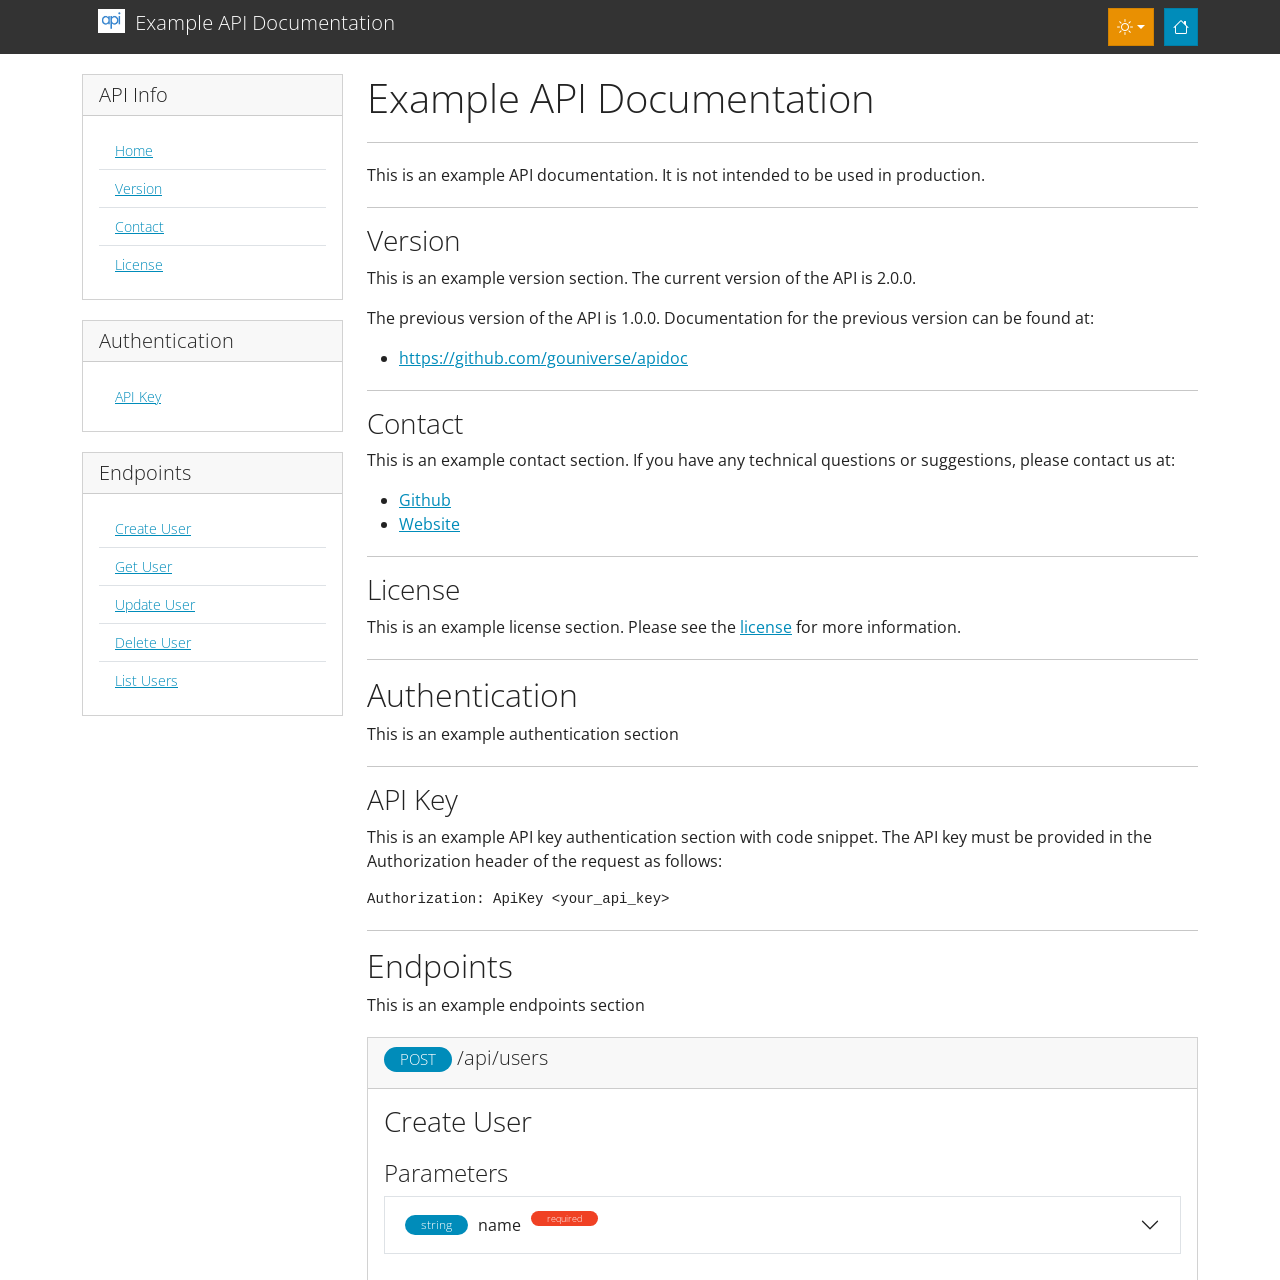 api Example API Documentation
API Info
Home
Version
Contact
License
Authentication
API Key
Endpoints
Create User
Get User
Update User
Delete User
List Users
Example API Documentation
This is an example API documentation. It is not intended to be used in production.
Version
This is an example version section. The current version of the API is 2.0.0.
The previous version of the API is 1.0.0. Documentation for the previous version can be found at:
https://github.com/gouniverse/apidoc
Contact
This is an example contact section. If you have any technical questions or suggestions, please contact us at:
Github
Website
License
This is an example license section. Please see the license for more information.
Authentication
This is an example authentication section
API Key
This is an example API key authentication section with code snippet. The API key must be provided in the
Authorization header of the request as follows:
Authorization: ApiKey <your_api_key>
Endpoints
This is an example endpoints section
POST /api/users
Create User
Parameters
string name required